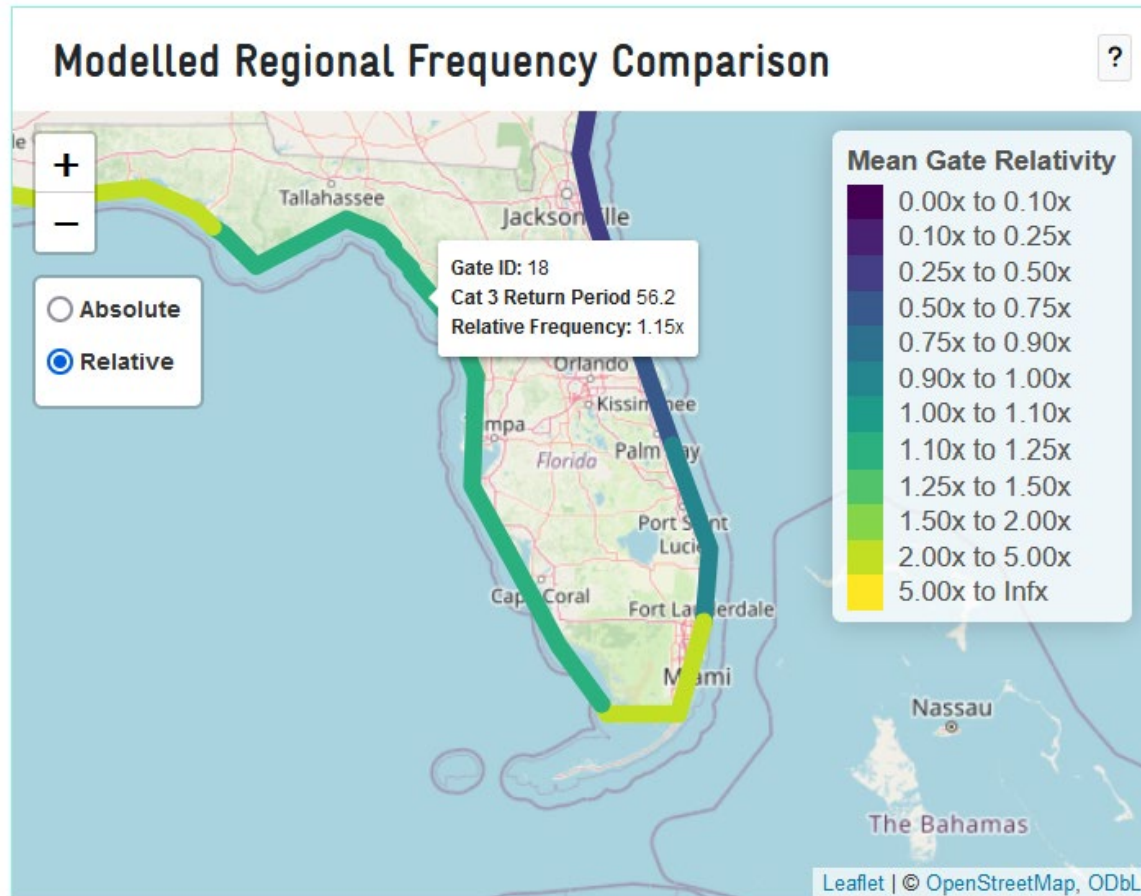 Modelled Regional Frequency Comparison
?
le
+
−
Absolute
Relative
Tallahassee
Jacksonville
Gate ID: 18
Cat 3 Return Period 56.2
Relative Frequency: 1.15x
Orlando
Kissimmee
Tampa
Palm Bay
Florida
Port Saint
Lucie
Cape Coral
Fort Lauderdale
Miami
Nassau
The Bahamas
Mean Gate Relativity
0.00x to 0.10x
0.10x to 0.25x
0.25x to 0.50x
0.50x to 0.75x
0.75x to 0.90x
0.90x to 1.00x
1.00x to 1.10x
1.10x to 1.25x
1.25x to 1.50x
1.50x to 2.00x
2.00x to 5.00x
5.00x to Infx
Leaflet | © OpenStreetMap, ODbL